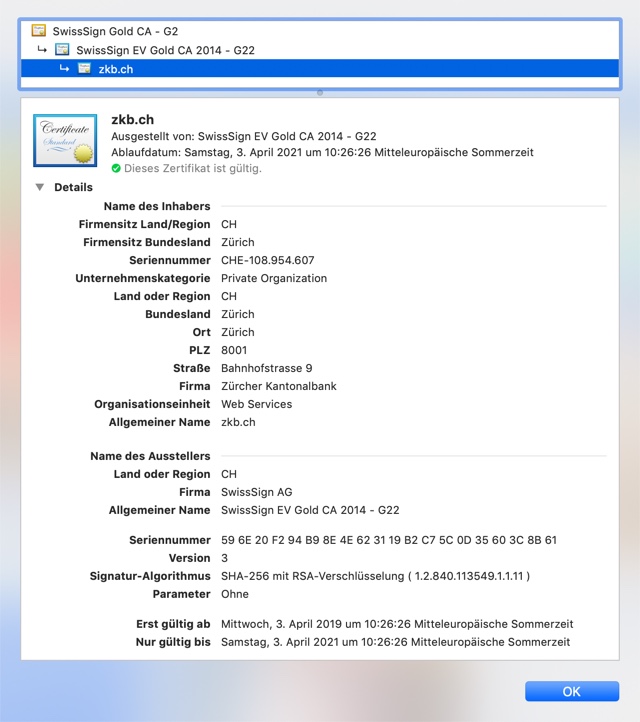 SwissSign Gold CA - G2
↳ SwissSign EV Gold CA 2014 - G22
↳ zkb.ch
Certificate
Standard
zkb.ch
Ausgestellt von: SwissSign EV Gold CA 2014 - G22
Ablaufdatum: Samstag, 3. April 2021 um 10:26:26 Mitteleuropäische Sommerzeit
Dieses Zertifikat ist gültig.
Details
Name des Inhabers
Firmensitz Land/Region CH
Firmensitz Bundesland Zürich
Seriennummer CHE-108.954.607
Unternehmenskategorie Private Organization
Land oder Region CH
Bundesland Zürich
Ort Zürich
PLZ 8001
Straße Bahnhofstrasse 9
Firma Zürcher Kantonalbank
Organisationseinheit Web Services
Allgemeiner Name zkb.ch
Name des Ausstellers
Land oder Region CH
Firma SwissSign AG
Allgemeiner Name SwissSign EV Gold CA 2014 - G22
Seriennummer 59 6E 20 F2 94 B9 8E 4E 62 31 19 B2 C7 5C 0D 35 60 3C 8B 61
Version 3
Signatur-Algorithmus SHA-256 mit RSA-Verschlüsselung ( 1.2.840.113549.1.1.11 )
Parameter Ohne
Erst gültig ab Mittwoch, 3. April 2019 um 10:26:26 Mitteleuropäische Sommerzeit
Nur gültig bis Samstag, 3. April 2021 um 10:26:26 Mitteleuropäische Sommerzeit
OK